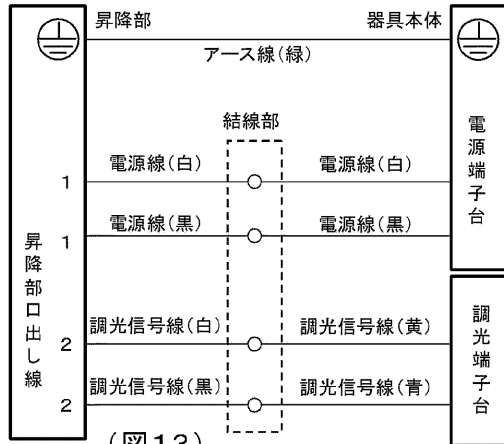 昇降部
器具本体
アース線(緑)
結線部
電源線(白)
電源線(白)
1
電源線(黒)
電源線(黒)
1
調光信号線(白)
調光信号線(黄)
2
調光信号線(黒)
調光信号線(青)
2
昇降部口出し線
電源端子台
調光端子台
(図13)